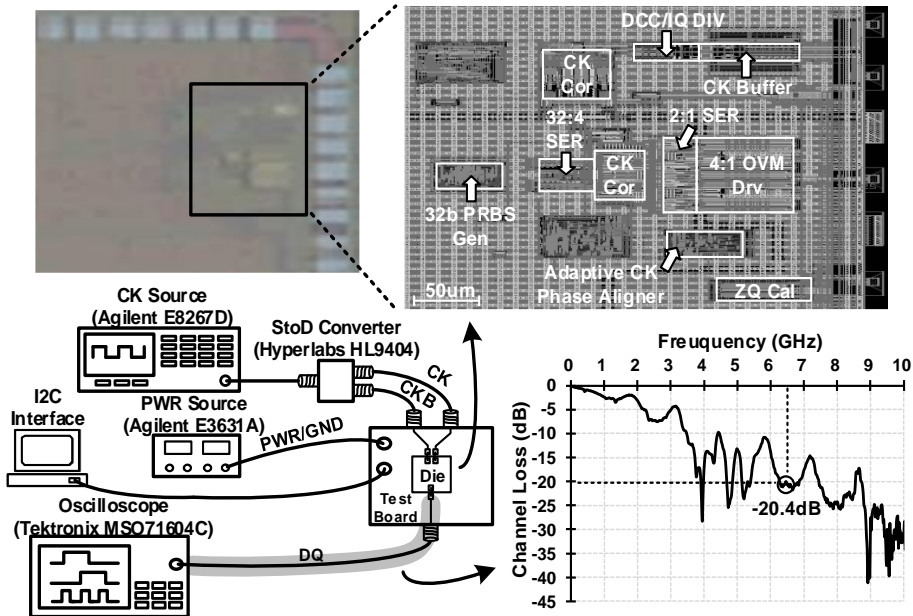 DCC/IQ DIV
CK
Cor
CK Buffer
32:4
SER
2:1 SER
CK
Cor
4:1 OVM
Drv
32b PRBS
Gen
Adaptive CK
Phase Aligner
50um
ZQ Cal
CK Source
(Agilent E8267D)
StoD Converter
(Hyperlabs HL9404)
CK
CKB
I2C
Interface
PWR Source
(Agilent E3631A)
PWR/GND
Die
Test
Board
Oscilloscope
(Tektronix MSO71604C)
DQ
Freuquency (GHz)
0 1 2 3 4 5 6 7 8 9 10
Channel Loss (dB)
0
-5
-10
-15
-20
-25
-30
-35
-40
-45
-20.4dB